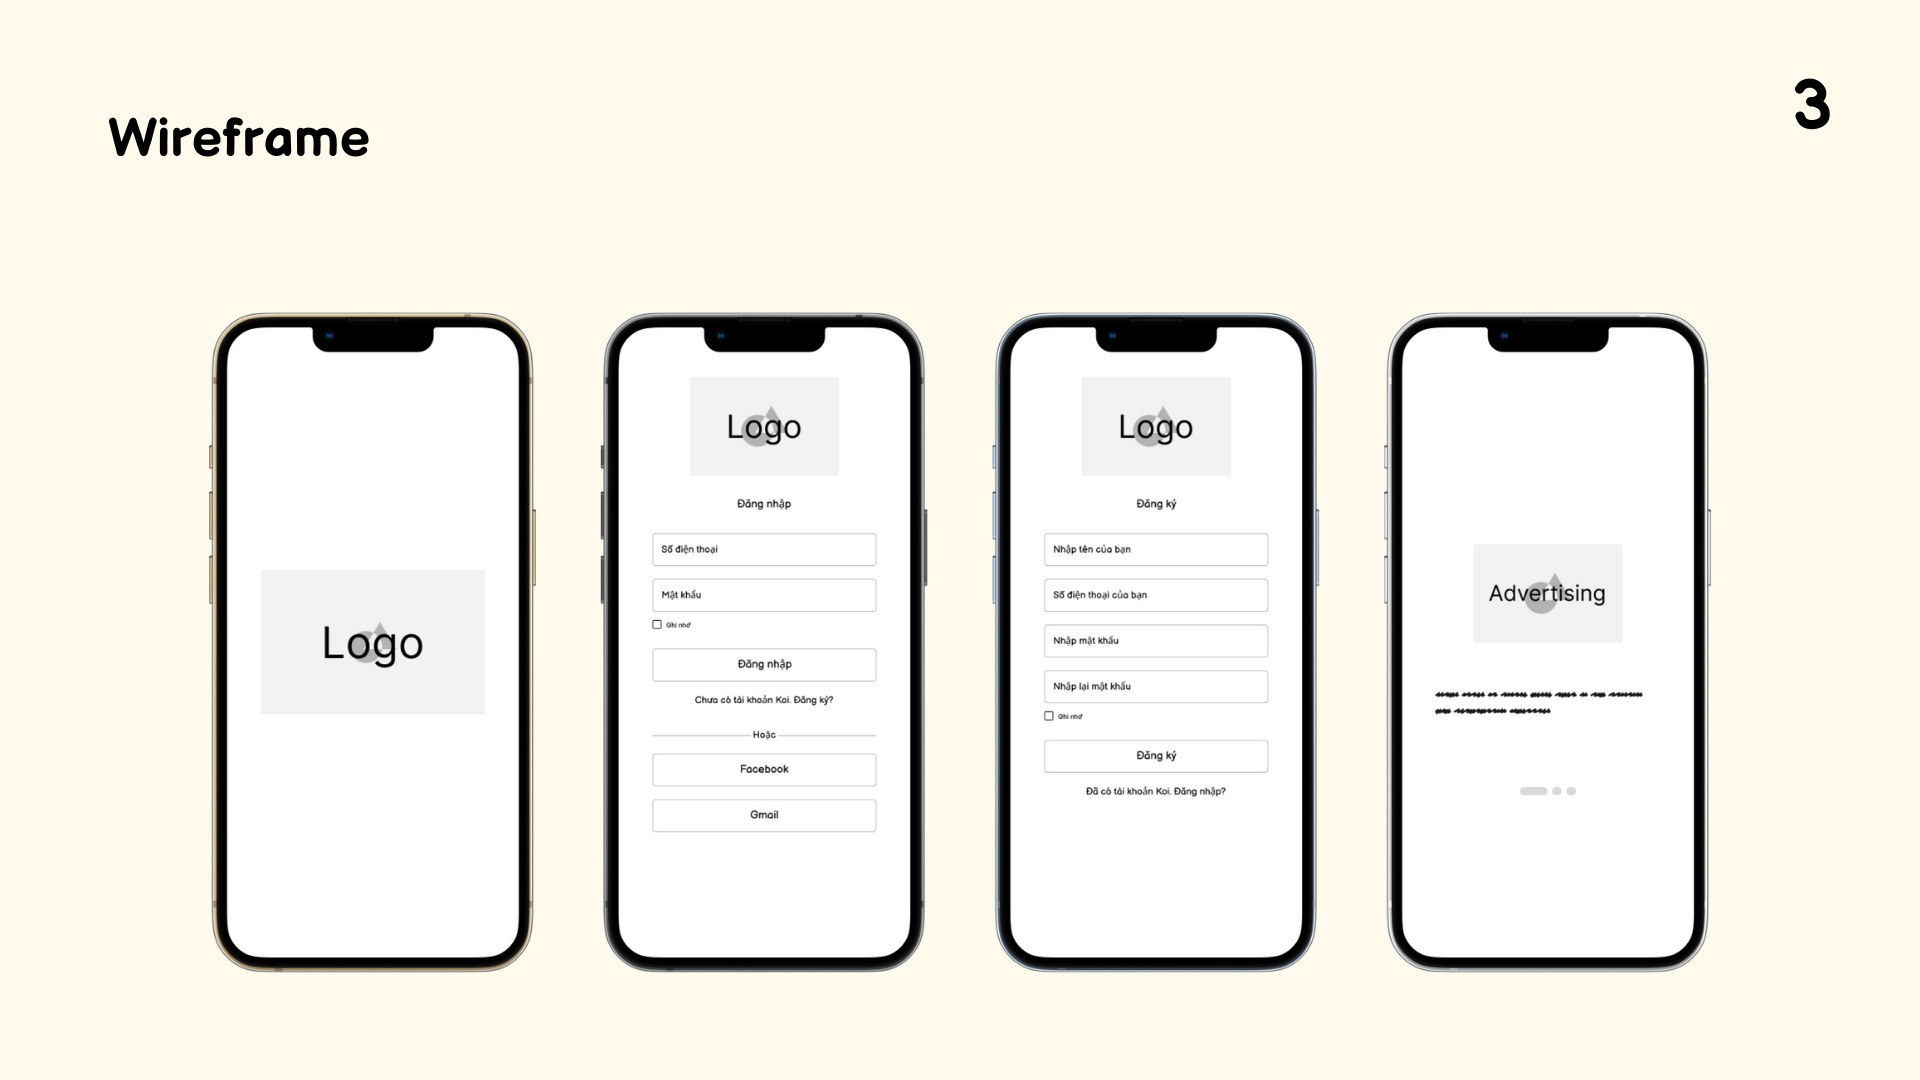 Wireframe
3
Logo
Logo
Đăng nhập
Số điện thoại
Mật khẩu
Ghi nhớ
Đăng nhập
Chưa có tài khoản Koi. Đăng ký?
Hoặc
Facebook
Gmail
Logo
Đăng ký
Nhập tên của bạn
Số điện thoại của bạn
Nhập mật khẩu
Nhập lại mật khẩu
Ghi nhớ
Đăng ký
Đã có tài khoản Koi. Đăng nhập?
Advertising